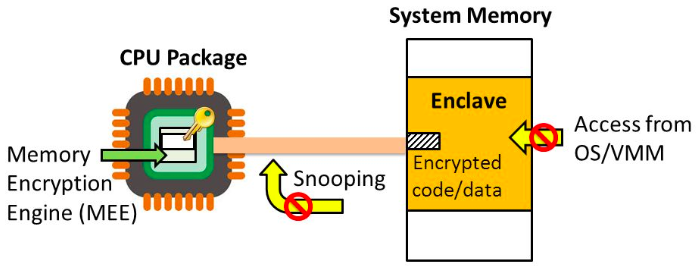 System Memory
CPU Package
Enclave
Access from
OS/VMM
Memory
Encryption
Engine (MEE)
Snooping
Encrypted
code/data